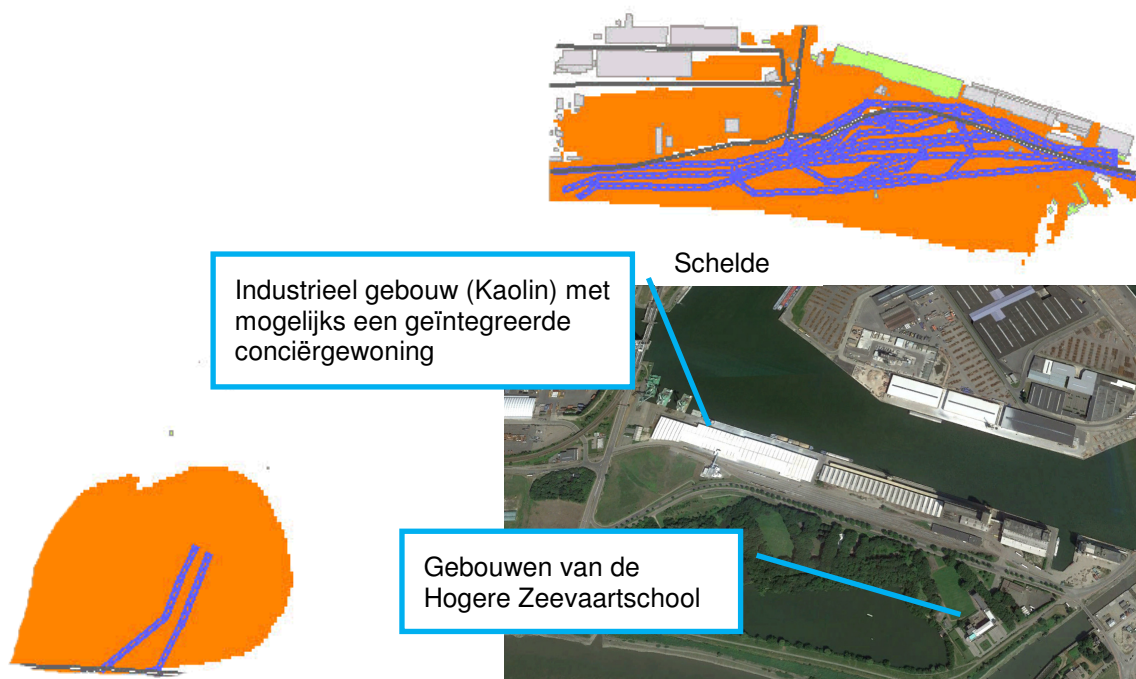 Schelde
Industrieel gebouw (Kaolin) met
mogelijks een geïntegreerde
conciërgewoning
Gebouwen van de
Hogere Zeevaartschool